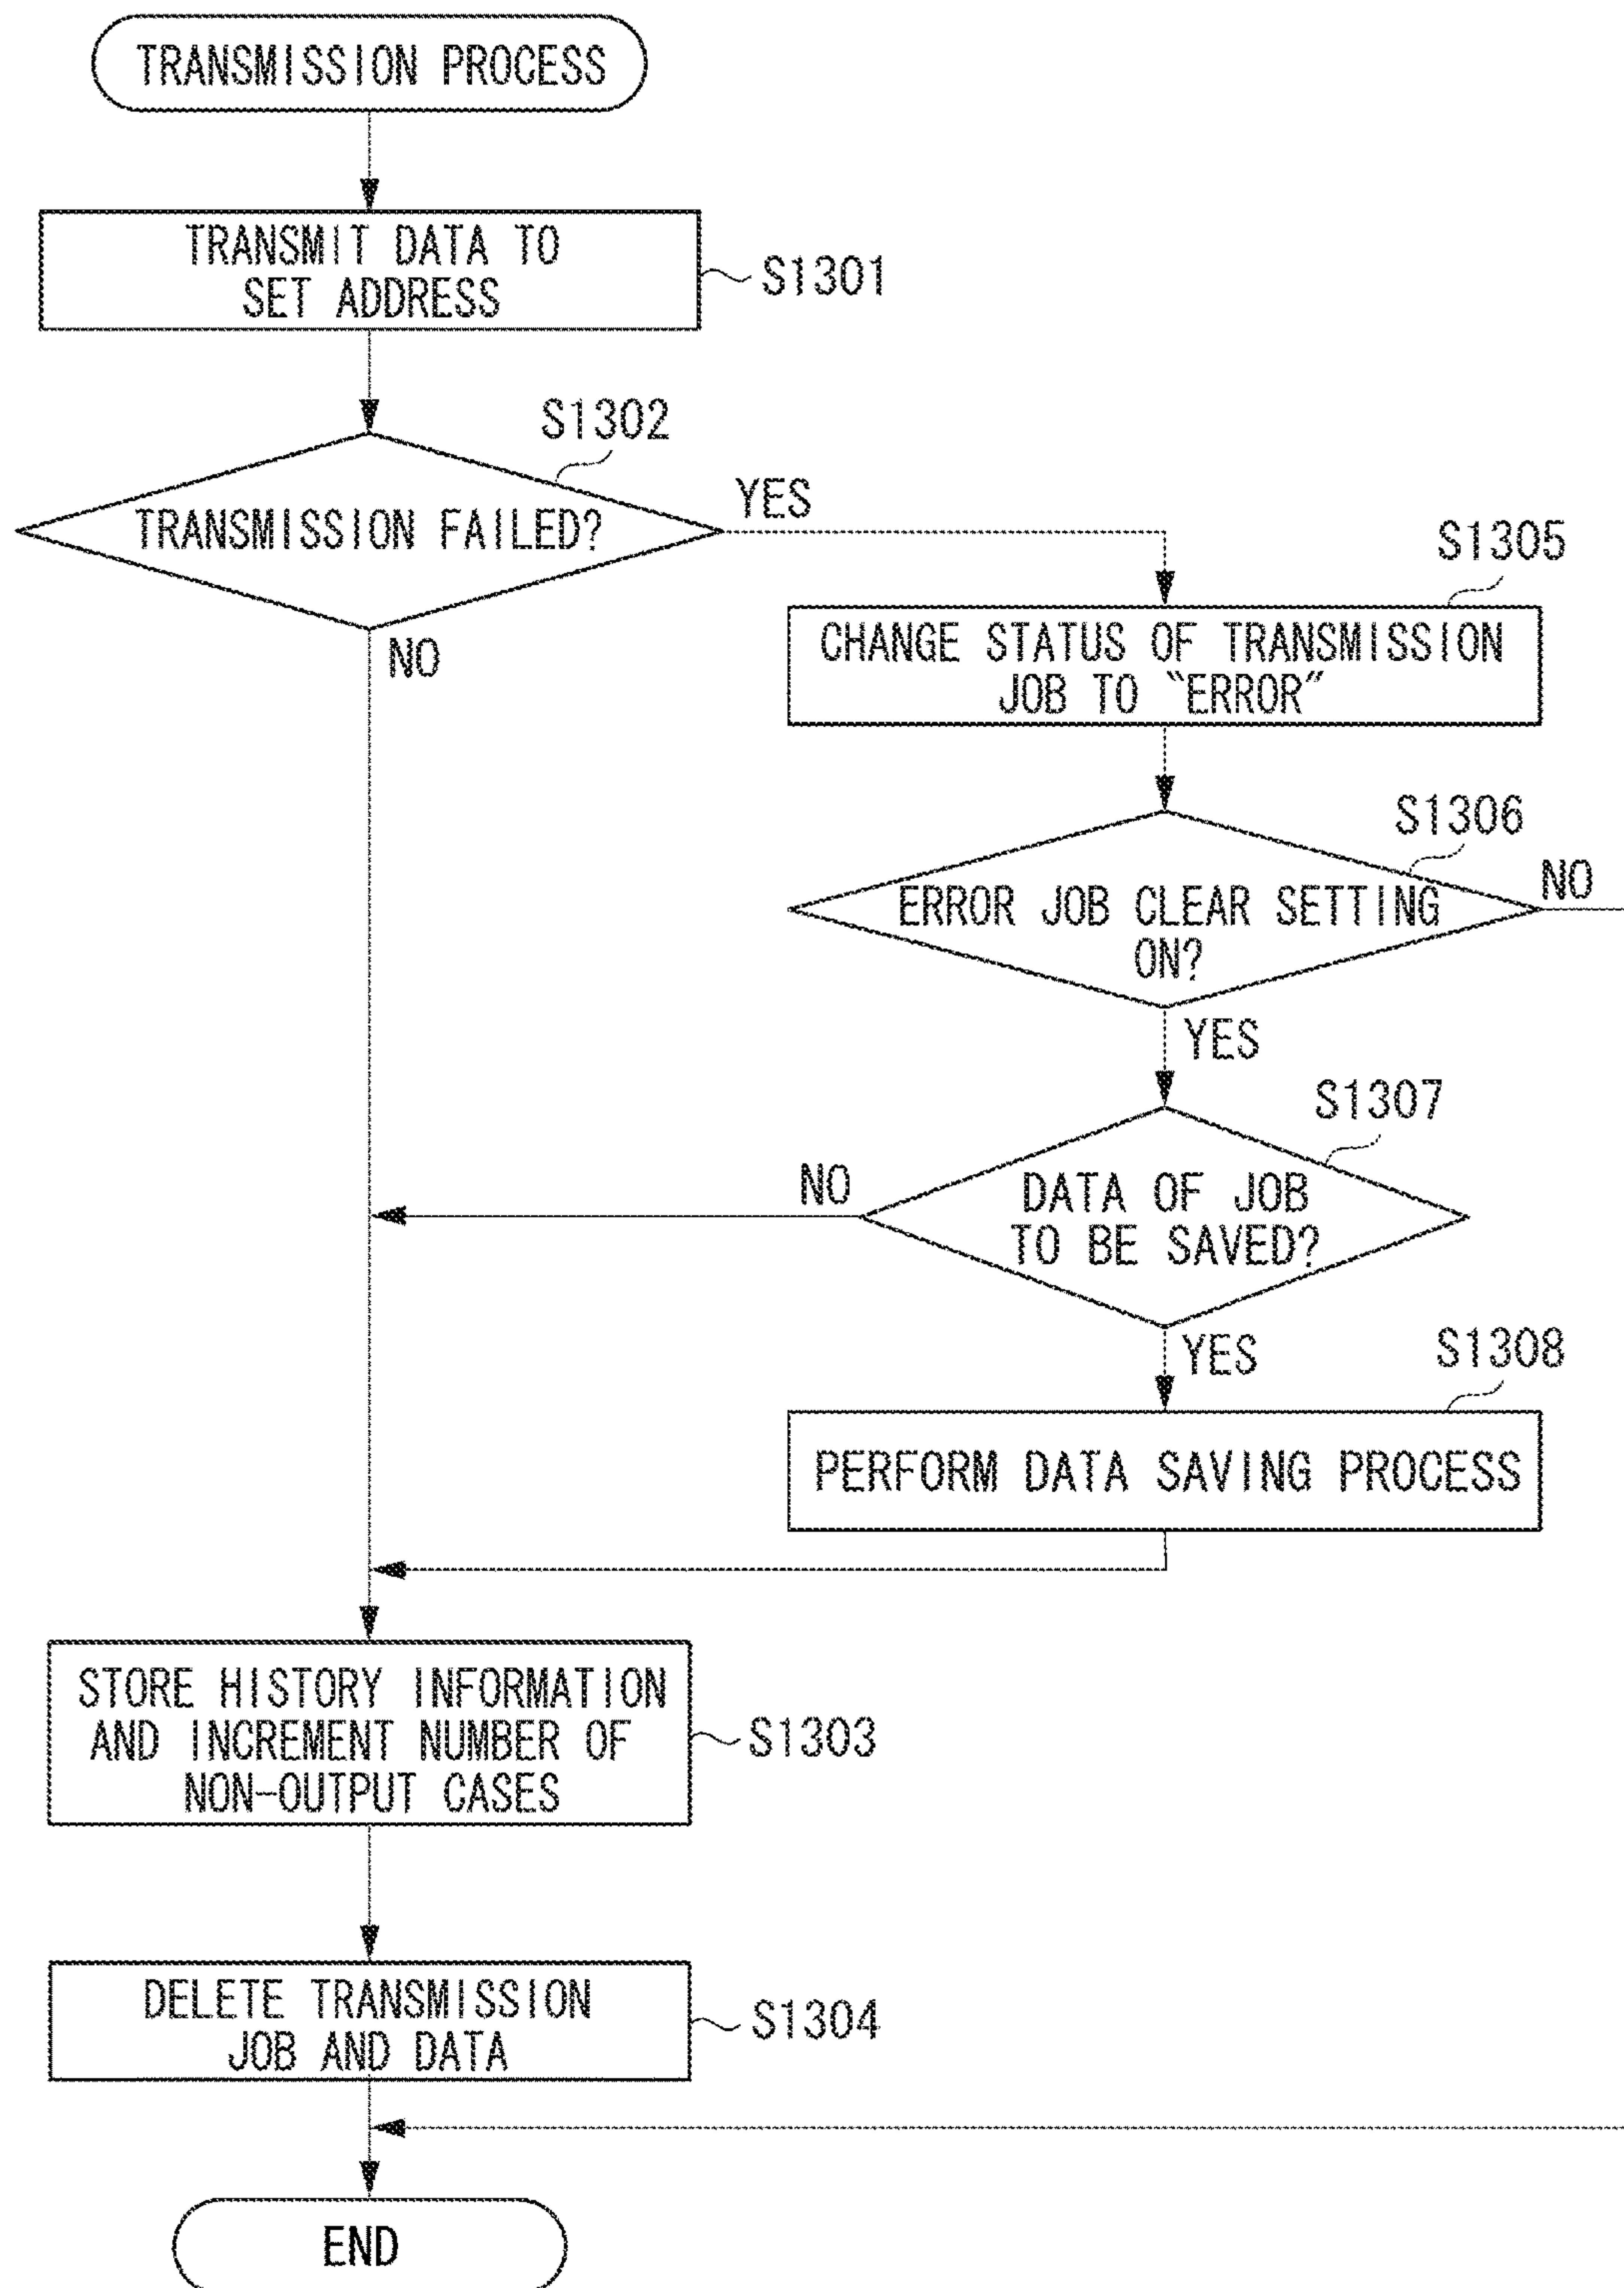 TRANSMISSION PROCESS
TRANSMIT DATA TO
SET ADDRESS
S1301
S1302
TRANSMISSION FAILED?
YES
NO
S1305
CHANGE STATUS OF TRANSMISSION
JOB TO "ERROR"
S1306
ERROR JOB CLEAR SETTING
ON?
NO
YES
S1307
DATA OF JOB
TO BE SAVED?
NO
YES
S1308
PERFORM DATA SAVING PROCESS
STORE HISTORY INFORMATION
AND INCREMENT NUMBER OF
NON-OUTPUT CASES
S1303
DELETE TRANSMISSION
JOB AND DATA
S1304
END